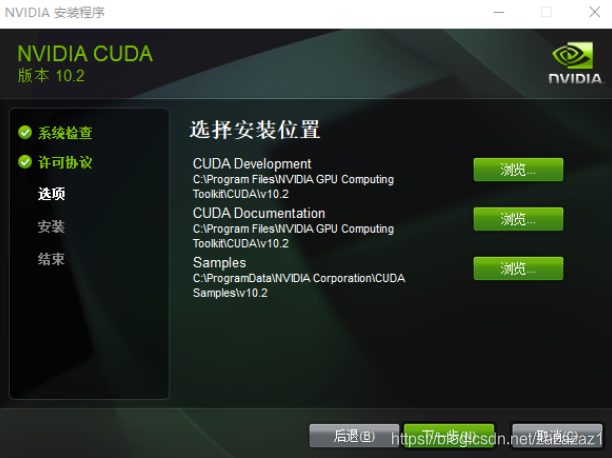 NVIDIA 安装程序
NVIDIA CUDA
版本 10.2
NVIDIA.
系统检查
许可协议
选项
安装
结束
选择安装位置
CUDA Development
C:\Program Files\NVIDIA GPU Computing
Toolkit\CUDA\v10.2
浏览...
CUDA Documentation
C:\Program Files\NVIDIA GPU Computing
Toolkit\CUDA\v10.2
浏览...
Samples
C:\ProgramData\NVIDIA Corporation\CUDA
Samples\v10.2
浏览...
后退(B)
下一步(N)
取消(C)
https://blog.csdn.net/zazazaz1